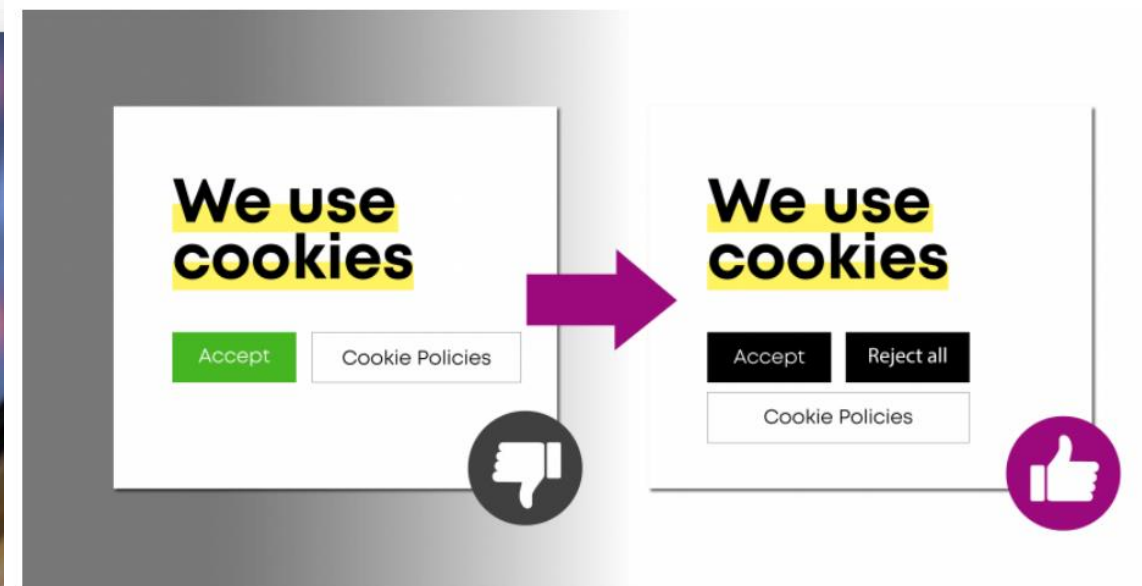 We use
cookies
Accept
Cookie Policies
We use
cookies
Accept
Reject all
Cookie Policies